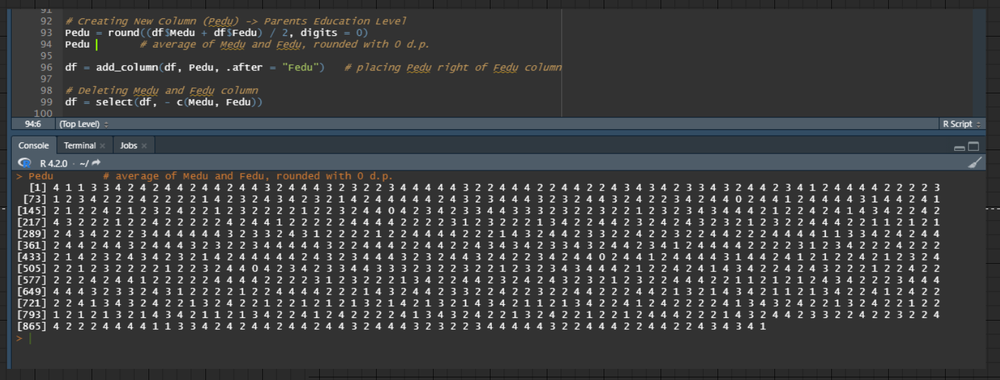 91
92 # Creating New Column (Pedu) -> Parents Education Level
93 Pedu = round((df$Medu + df$Fedu) / 2, digits = 0)
94 Pedu # average of Medu and Fedu, rounded with 0 d.p.
95
96 df = add_column(df, Pedu, .after = "Fedu") # placing Pedu right of Fedu column
97
98 # Deleting Medu and Fedu column
99 df = select(df, - c(Medu, Fedu))
100
94:6 (Top Level) R Script
Console Terminal Jobs
R 4.2.0 · ~/
> Pedu # average of Medu and Fedu, rounded with 0 d.p.
[1] 4 1 1 3 3 4 2 4 2 4 4 2 4 4 2 4 4 3 2 4 4 4 3 2 3 2 2 3 4 4 4 4 4 3 2 2 4 4 4 2 2 4 4 2 2 4 3 4 3 4 2 3 3 4 3 2 4 4 2 3 4 1 2 4 4 4 4 2 2 2 2 3
[73] 1 2 3 4 2 2 2 4 2 2 2 2 1 4 2 3 2 4 3 4 2 3 2 1 4 2 4 4 4 4 4 2 4 3 2 3 4 4 4 3 2 3 2 4 4 3 2 4 2 2 3 4 2 4 4 0 2 4 4 1 2 4 4 4 4 3 1 4 4 2 4 1
[145] 2 1 2 2 4 2 1 2 3 2 4 2 2 1 2 3 2 2 2 2 1 2 2 3 2 4 4 0 4 2 3 4 2 3 3 4 4 3 3 3 2 3 2 2 3 2 2 1 2 3 2 3 4 3 4 4 4 2 1 2 2 4 2 4 1 4 3 4 2 2 4 2
[217] 4 3 2 2 2 1 2 2 4 2 2 2 2 2 4 2 4 4 1 2 2 2 2 2 4 4 4 4 2 2 2 2 3 1 2 3 2 2 2 1 3 4 2 2 4 4 2 3 2 4 2 4 3 2 3 2 1 2 3 2 2 4 4 4 2 2 1 1 2 1 2 1
[289] 2 4 3 4 2 2 2 3 4 4 4 4 4 4 3 2 3 3 2 4 3 1 2 2 2 2 1 2 2 4 4 4 4 2 2 2 1 4 3 2 4 4 2 3 3 2 2 4 2 2 3 2 2 4 4 2 2 2 4 4 4 4 1 1 3 3 4 2 4 2 4 4
[361] 2 4 4 2 4 4 3 2 4 4 4 3 2 3 2 2 3 4 4 4 4 4 3 2 2 4 4 4 2 2 4 4 2 2 4 3 4 3 4 2 3 3 4 3 2 4 4 2 3 4 1 2 4 4 4 4 2 2 2 2 3 1 2 3 4 2 2 2 4 2 2 2
[433] 2 1 4 2 3 2 4 3 4 2 3 2 1 4 2 4 4 4 4 4 2 4 3 2 3 4 4 4 3 2 3 2 4 4 3 2 4 2 2 3 4 2 4 4 0 2 4 4 1 2 4 4 4 4 3 1 4 4 2 4 1 2 1 2 2 4 2 1 2 3 2 4
[505] 2 2 1 2 3 2 2 2 2 1 2 2 3 2 4 4 0 4 2 3 4 2 3 3 4 4 3 3 3 2 3 2 2 3 2 2 1 2 3 2 3 4 3 4 4 4 2 1 2 2 4 2 4 1 4 3 4 2 2 4 2 4 3 2 2 2 1 2 2 4 2 2
[577] 2 2 2 4 2 4 4 1 2 2 2 2 2 4 4 4 4 2 2 2 2 3 1 2 3 2 2 2 1 3 4 2 2 4 4 2 3 2 4 2 4 3 2 3 2 1 2 3 2 2 4 4 4 2 2 1 1 2 1 2 1 2 4 3 4 2 2 2 3 4 4 4
[649] 4 4 4 3 2 3 3 2 4 3 1 2 2 2 2 1 2 2 4 4 4 4 2 2 2 1 4 3 2 4 4 2 3 3 2 4 2 2 3 2 2 4 4 2 2 2 4 4 2 1 3 2 1 4 3 4 2 1 1 2 1 3 4 2 2 4 1 2 4 2 2
[721] 2 2 4 1 3 4 3 2 4 2 2 1 3 2 4 2 2 1 2 2 1 2 1 2 1 3 2 1 4 2 1 3 2 1 4 3 4 2 1 1 2 1 3 4 2 2 4 1 2 4 2 2 2 2 4 1 3 4 3 2 4 2 2 1 3 2 4 2 2 1 2 2
[793] 1 2 1 2 1 3 2 1 4 3 4 2 1 1 2 1 3 4 2 2 4 1 2 4 2 2 2 2 4 1 3 4 3 2 4 2 2 1 3 2 4 2 2 1 2 2 1 2 4 4 4 2 2 2 1 4 3 2 4 4 2 3 3 2 2 4 2 2 3 2 2 4
[865] 4 2 2 2 4 4 4 4 1 1 3 3 4 2 4 2 4 4 2 4 4 2 4 4 3 2 4 4 4 3 2 3 2 2 3 4 4 4 4 4 3 2 2 4 4 4 2 2 4 4 2 2 4 3 4 3 4 1
>